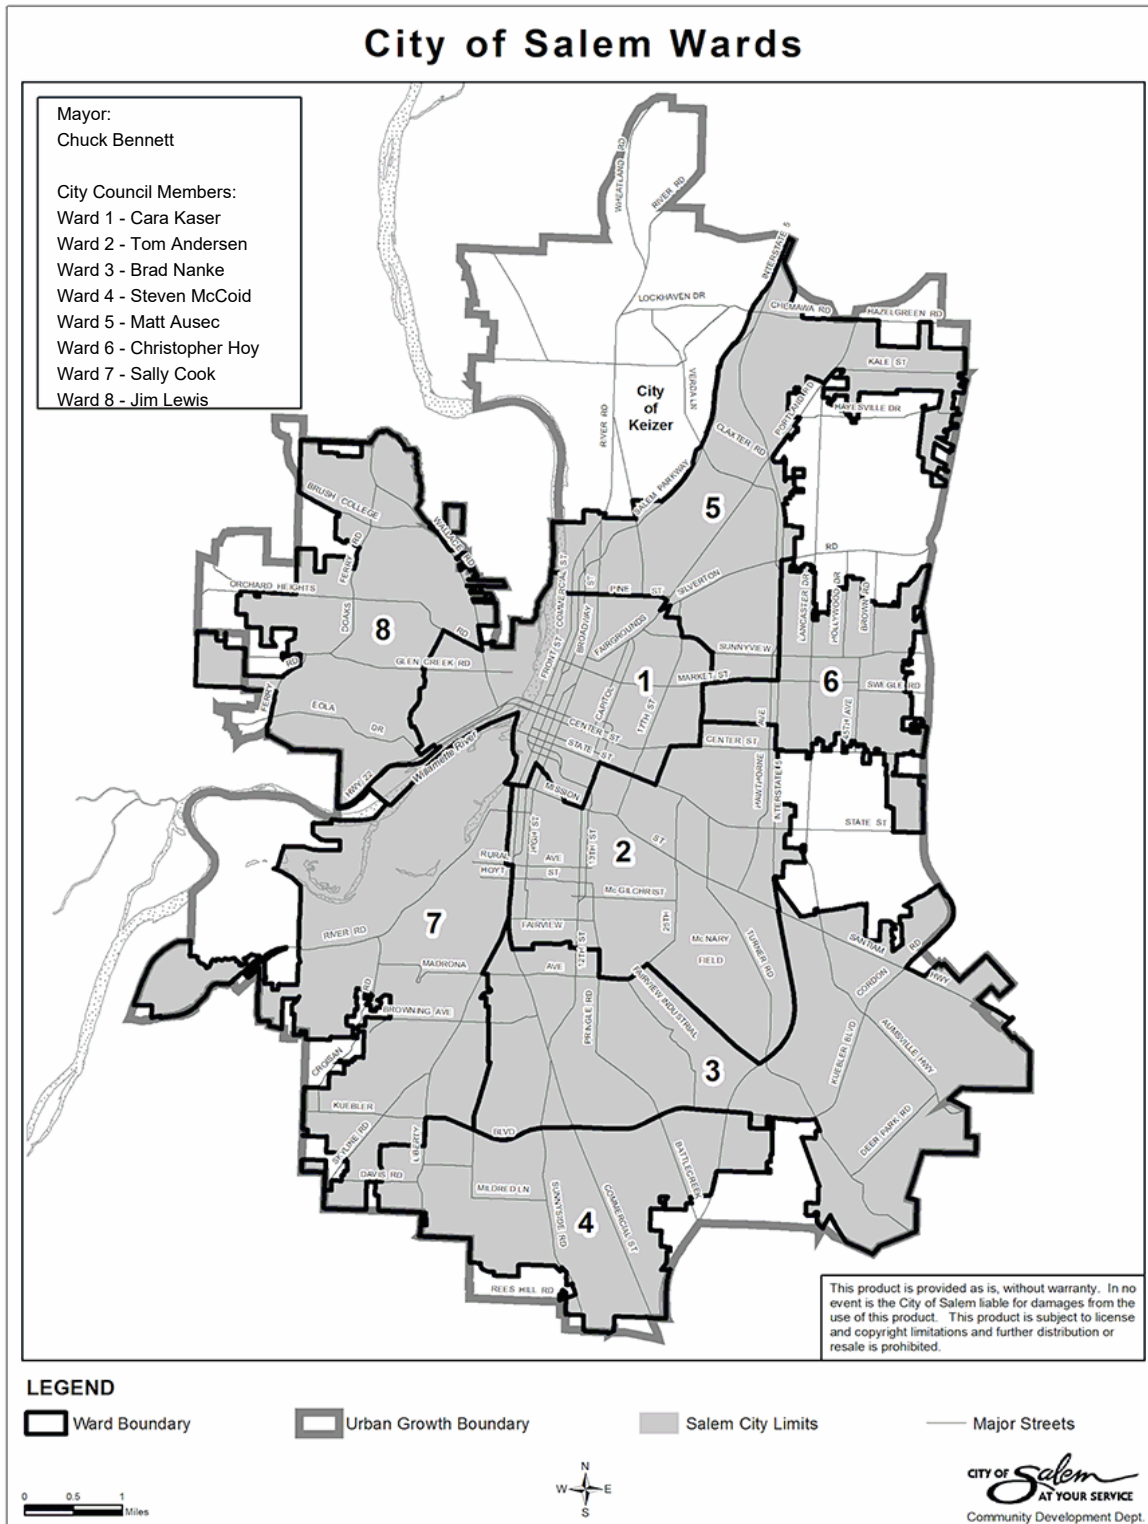 City of Salem Wards
Mayor:
Chuck Bennett
City Council Members:
Ward 1 - Cara Kaser
Ward 2 - Tom Andersen
Ward 3 - Brad Nanke
Ward 4 - Steven McCoid
Ward 5 - Matt Ausec
Ward 6 - Christopher Hoy
Ward 7 - Sally Cook
Ward 8 - Jim Lewis
WHEATLAND RD
RIVER RD
INTERSTATE 5
LOCKHAVEN DR
CHEMAWA RD
HAZELGREEN RD
KALE ST
VERDA LN
City
of
Keizer
RIVER RD
PORTLAND RD
HAYESVILLE DR
CLAXTER RD
SALEM PARKWAY
5
BRUSH COLLEGE
RD
WALLACE RD
FERRY RD
DOAKS
ORCHARD HEIGHTS
RD
8
GLEN CREEK RD
RD
FERRY
EOLA
DR
HWY 22
Willamette River
FRONT ST
COMMERCIAL ST
BROADWAY ST
PINE ST
SILVERTON
RD
FAIRGROUNDS
CAPITOL
17TH ST
1
MARKET ST
SUNNYVIEW
LANCASTER DR
HOLLYWOOD DR
BROWN RD
6
SWEGLE RD
45TH AVE
CENTER ST
STATE ST
CENTER ST
HAWTHORNE AVE
INTERSTATE 5
STATE ST
MISSION
ST
HIGH ST
13TH ST
2
RURAL AVE
HOYT ST
McGILCHRIST
FAIRVIEW
12TH ST
25TH
McNARY
FIELD
TURNER RD
SANTIAM
HWY
CORDON
RD
7
RIVER RD
MADRONA
AVE
RD
BROWNING AVE
CROISAN
FAIRVIEW INDUSTRIAL
PRINGLE RD
3
KUEBLER BLVD
AUMSVILLE HWY
DEER PARK RD
KUEBLER
BLVD
SKYLINE RD
LIBERTY
DAVIS RD
MILDRED LN
SUNNYSIDE RD
COMMERCIAL ST
BATTLECREEK
4
REES HILL RD
This product is provided as is, without warranty. In no
event is the City of Salem liable for damages from the
use of this product. This product is subject to license
and copyright limitations and further distribution or
resale is prohibited.
LEGEND
Ward Boundary
Urban Growth Boundary
Salem City Limits
Major Streets
0 0.5 1
Miles
N
W E
S
CITY OF Salem
AT YOUR SERVICE
Community Development Dept.